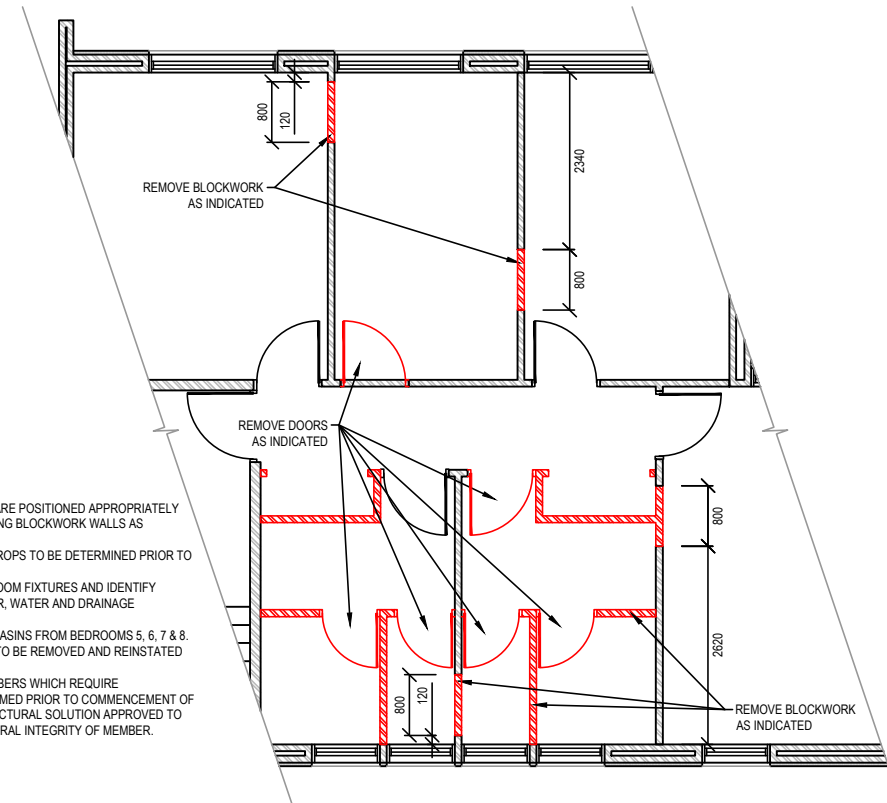 800
120
2340
REMOVE BLOCKWORK
AS INDICATED
800
REMOVE DOORS
AS INDICATED
ARE POSITIONED APPROPRIATELY
NG BLOCKWORK WALLS AS
ROPS TO BE DETERMINED PRIOR TO
OOM FIXTURES AND IDENTIFY
R, WATER AND DRAINAGE
ASINS FROM BEDROOMS 5, 6, 7 & 8.
TO BE REMOVED AND REINSTATED
BERS WHICH REQUIRE
MED PRIOR TO COMMENCEMENT OF
CTURAL SOLUTION APPROVED TO
RAL INTEGRITY OF MEMBER.
800
2620
800
120
REMOVE BLOCKWORK
AS INDICATED